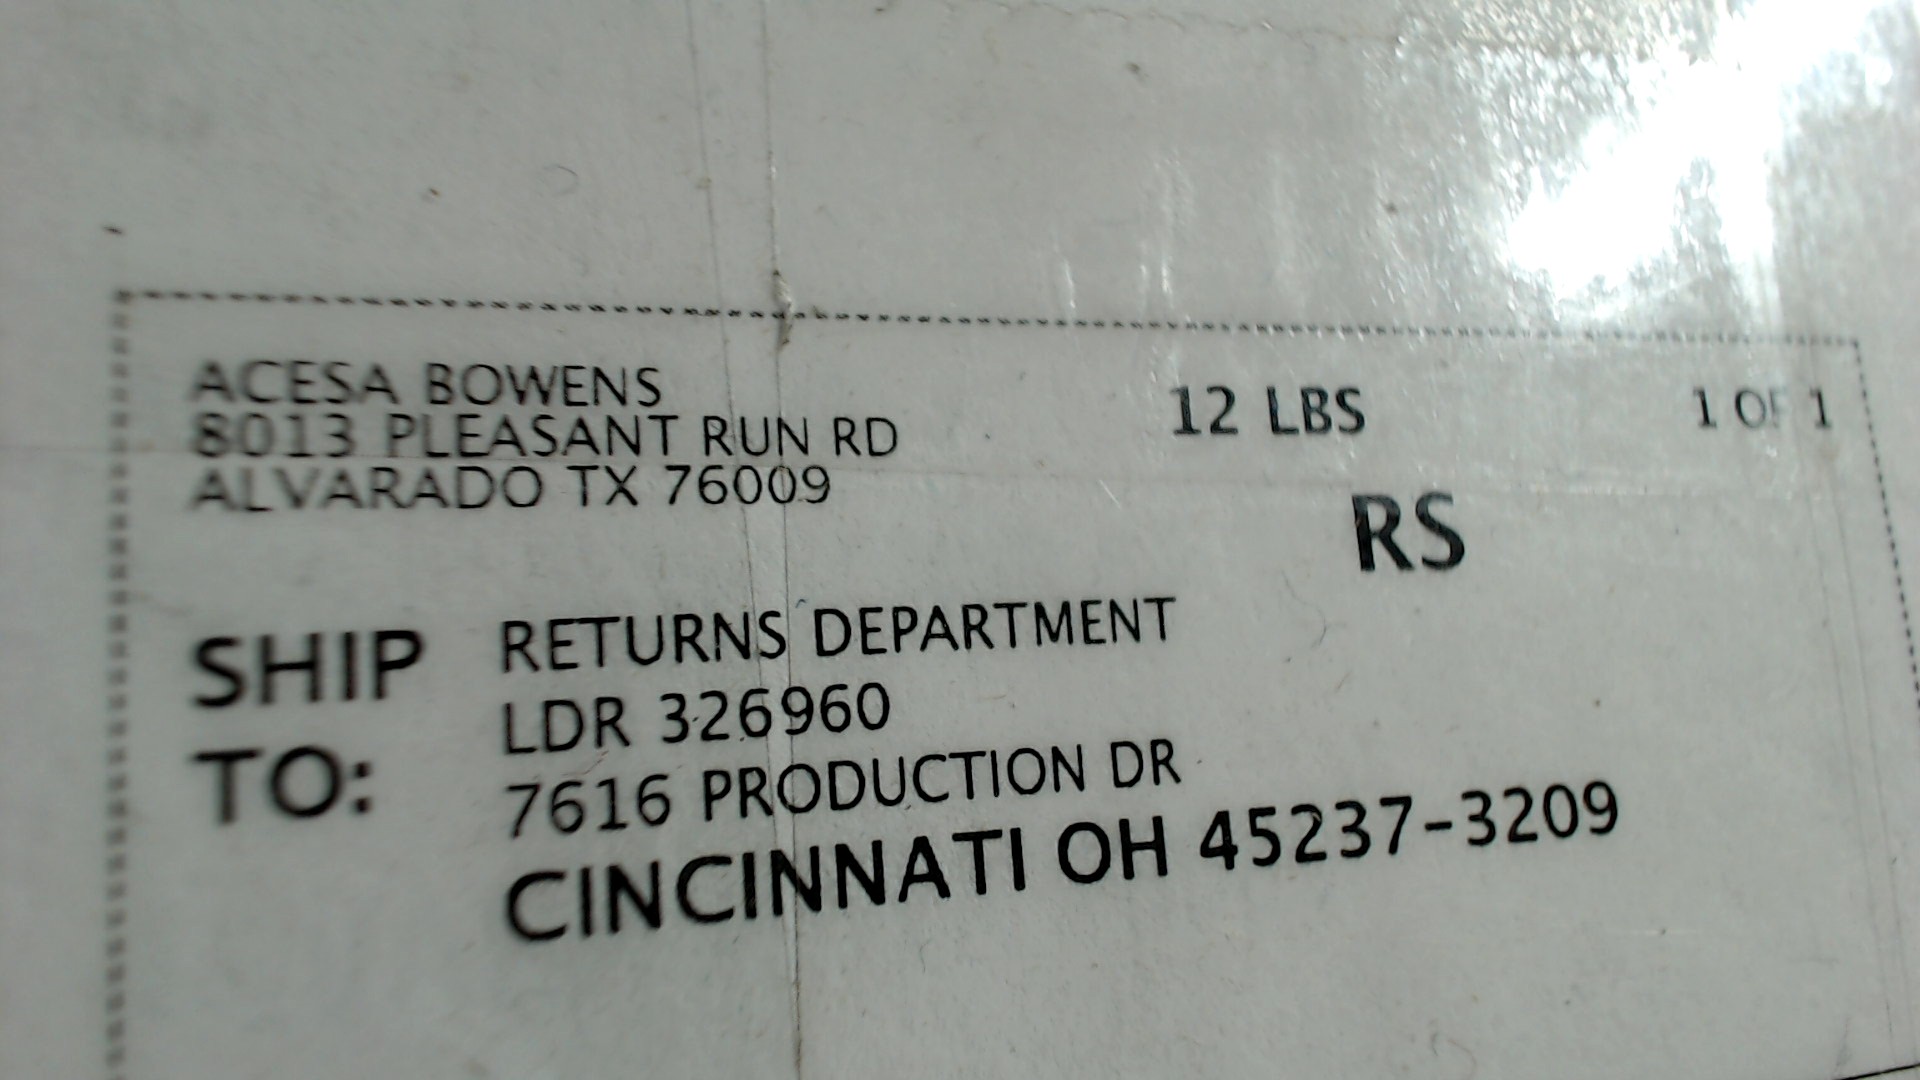 ACESA BOWENS
8013 PLEASANT RUN RD
ALVARADO TX 76009
12 LBS
1 OF 1
RS
SHIP TO:
RETURNS DEPARTMENT
LDR 326960
7616 PRODUCTION DR
CINCINNATI OH 45237-3209